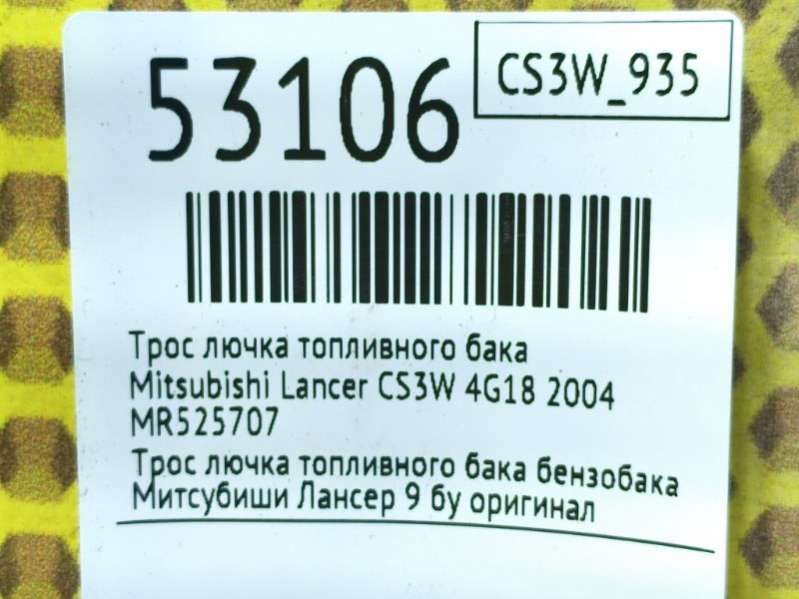 53106
CS3W_935
Трос лючка топливного бака
Mitsubishi Lancer CS3W 4G18 2004
MR525707
Трос лючка топливного бака бензобака
Митсубиши Лансер 9 бу оригинал